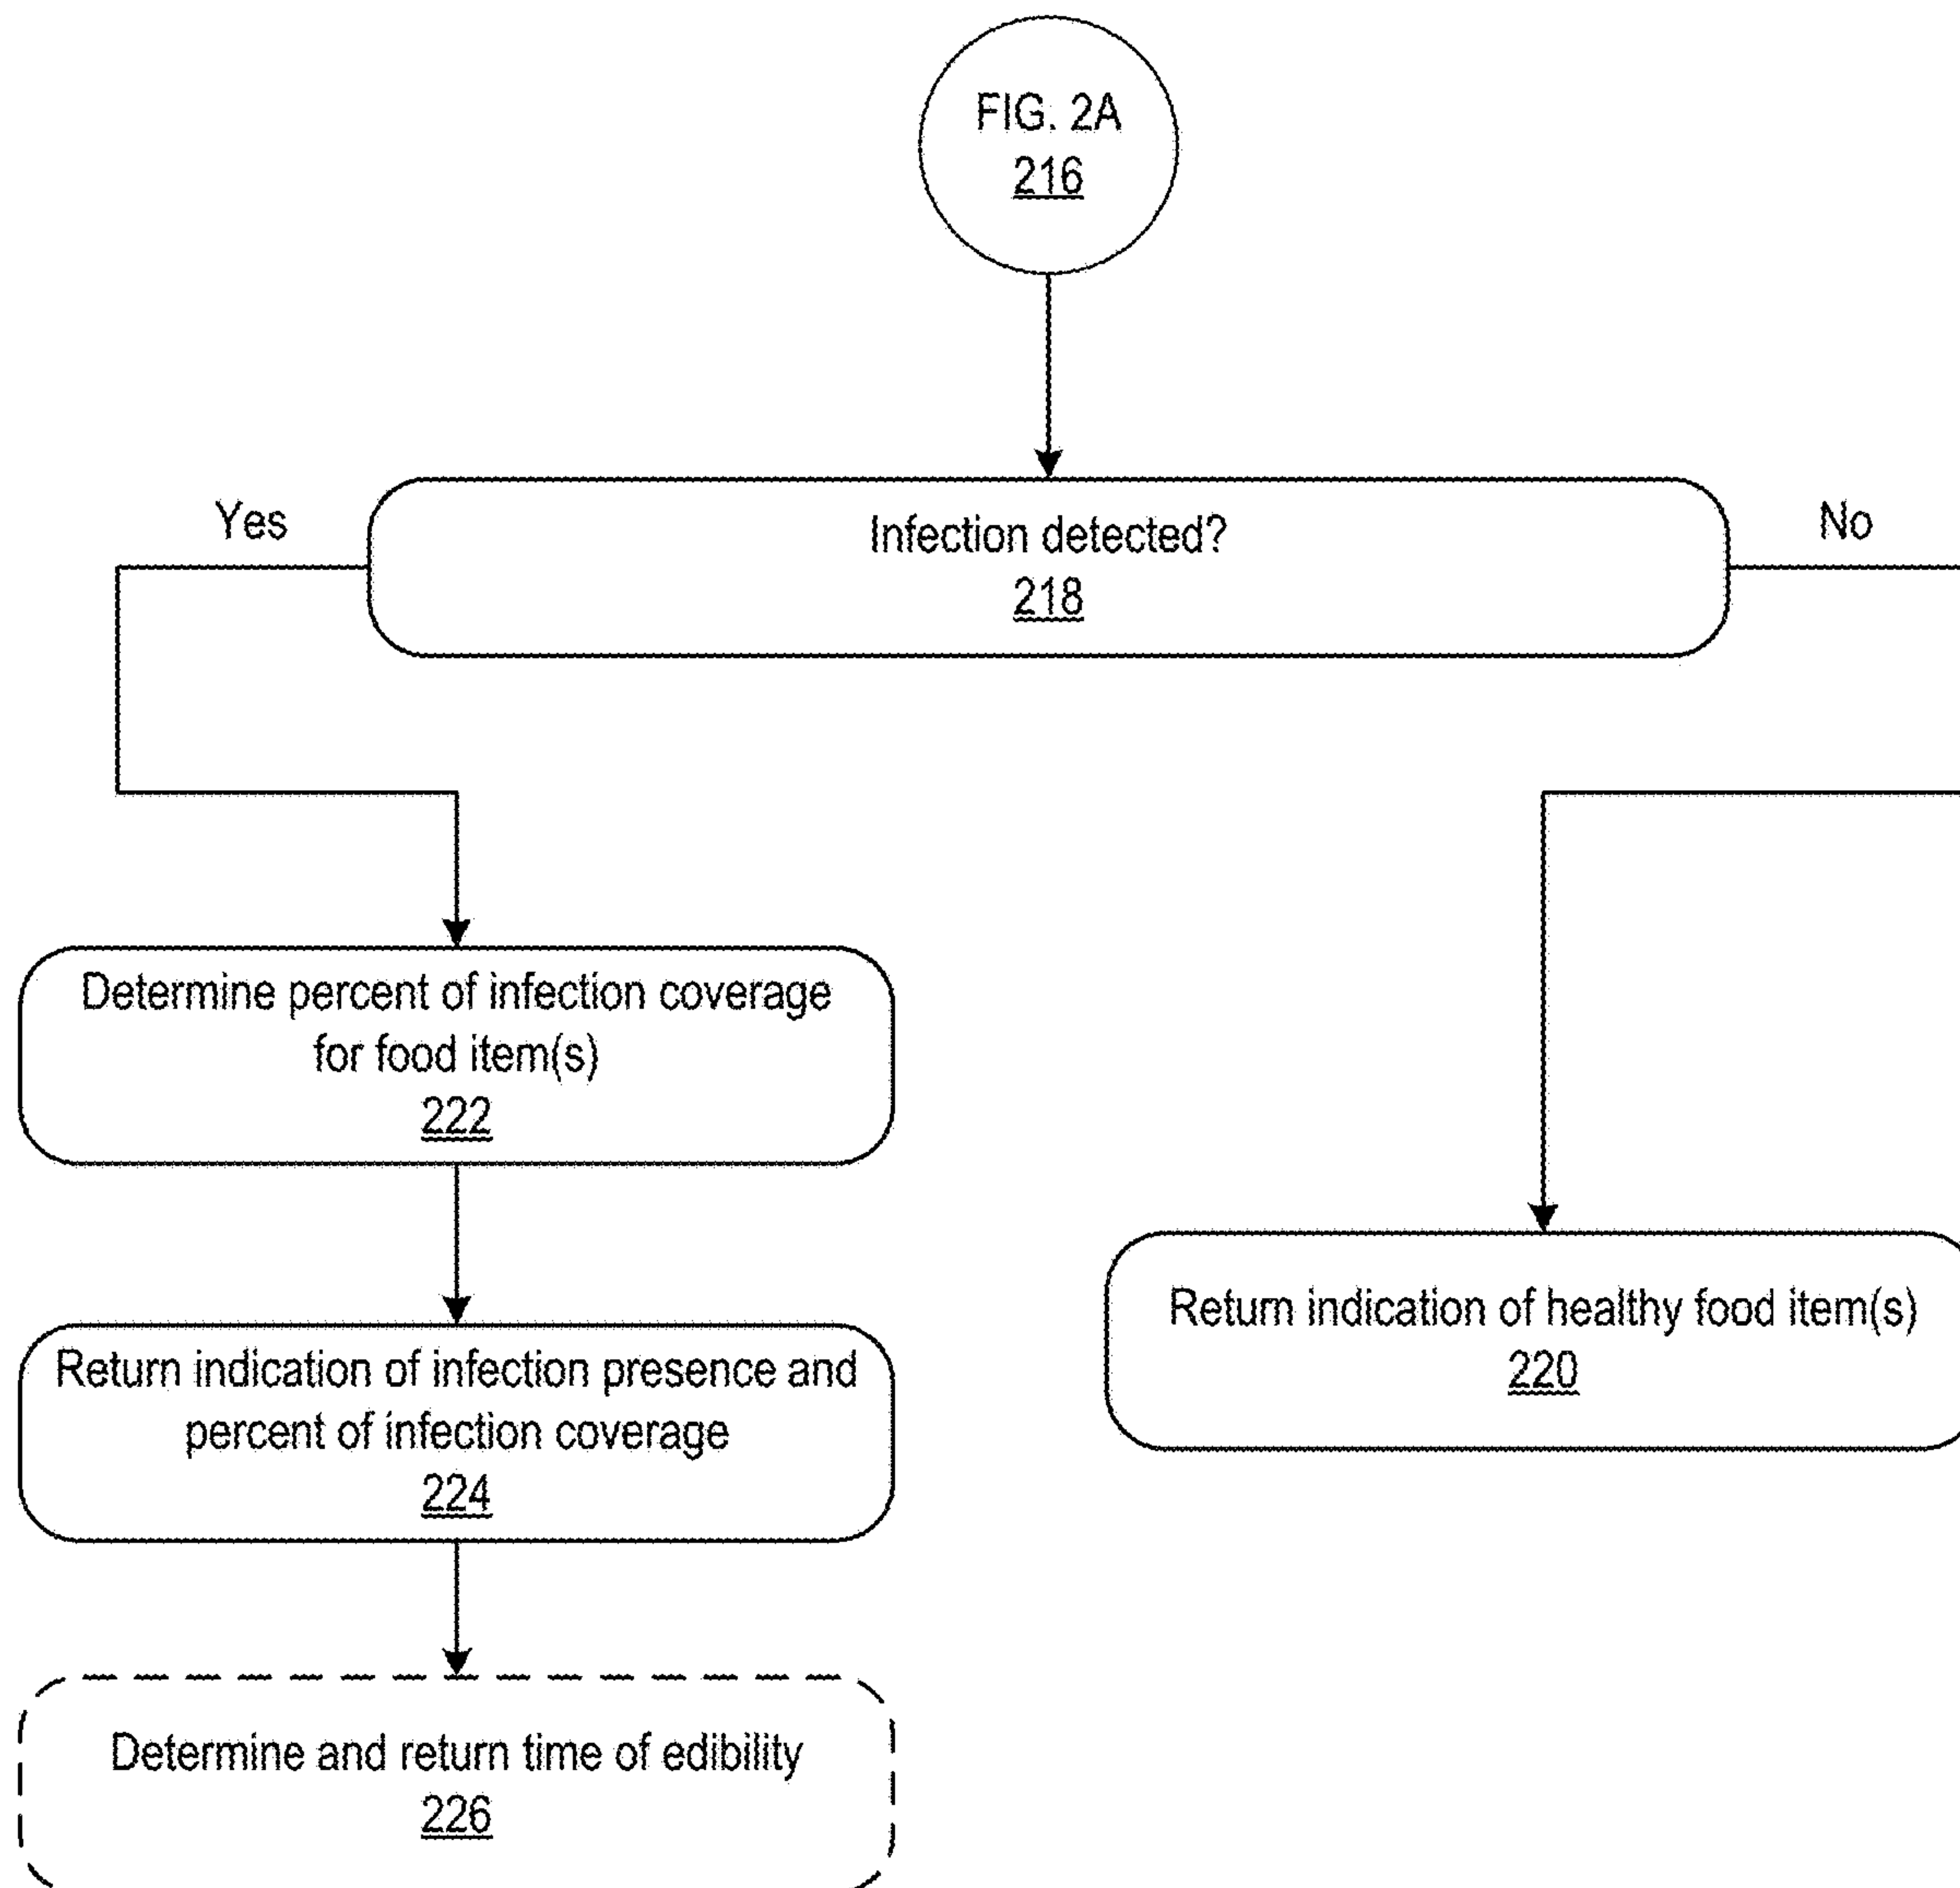 FIG. 2A
216
Yes
Infection detected?
218
No
Determine percent of infection coverage
for food item(s)
222
Return indication of infection presence and
percent of infection coverage
224
Return indication of healthy food item(s)
220
Determine and return time of edibility
226